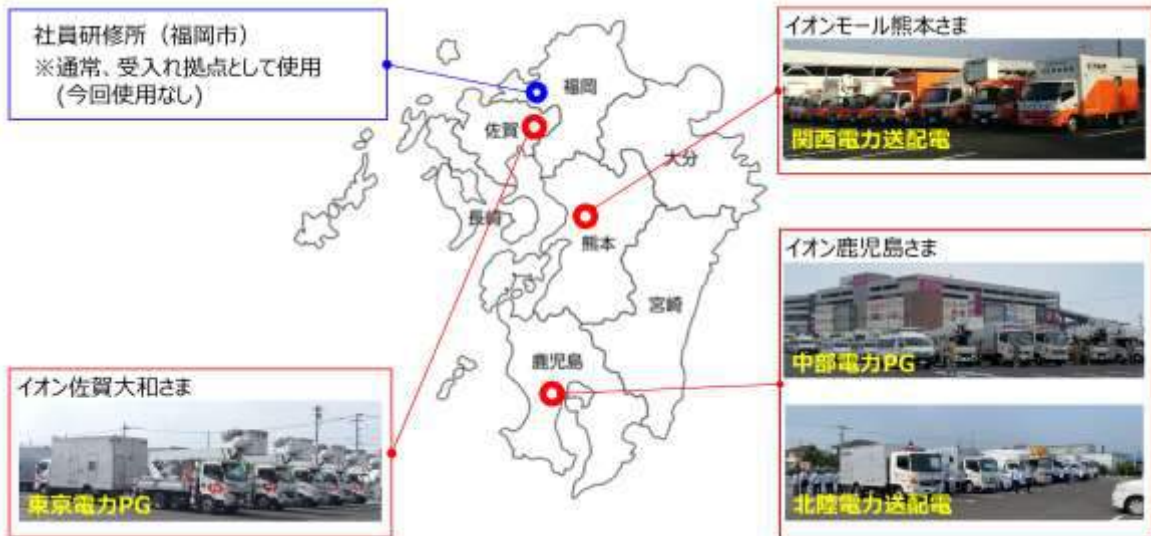 社員研修所（福岡市）
※通常、受入れ拠点として使用
(今回使用なし)
イオンモール熊本さま
関西電力送配電
福岡
佐賀
大分
長崎
熊本
宮崎
鹿児島
イオン鹿児島さま
中部電力PG
北陸電力送配電
イオン佐賀大和さま
東京電力PG